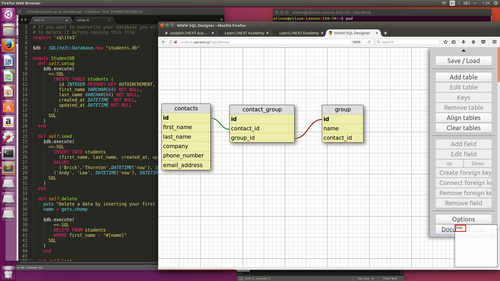 Firefox Web Browser
# If you want to overwrite your database you will
# to delete it before running this file
require 'sqlite3'
$db = SQLite3::Database.new "students.db"
module StudentDB
def self.setup
$db.execute(
<<-SQL
CREATE TABLE students (
id INTEGER PRIMARY KEY AUTOINCREMENT,
first_name VARCHAR(64) NOT NULL,
last_name VARCHAR(64) NOT NULL,
created_at DATETIME NOT NULL,
updated_at DATETIME NOT NULL
);
SQL
)
end
def self.seed
$db.execute(
<<-SQL
INSERT INTO students
(first_name, last_name, created_at, up
VALUES
('Brick','Thornton',DATETIME('now'), D
('Andy', 'Lee', DATETIME('now'), DATETIM
SQL
)
end
def self.delete
puts "Delete a data by inserting your first
name = gets.chomp
$db.execute(
<<-SQL
DELETE FROM students
WHERE first_name = "#{name}"
SQL
)
end
WWW SQL Designer - Mozilla Firefox
Learn | NEXT Academy
Learn | NEXT Academy
WWW SQL Designer
contacts
id
first_name
last_name
company
phone_number
email_address
contact_group
id
contact_id
group_id
group
id
name
contact_id
Save / Load
Add table
Edit table
Keys
Remove table
Align tables
Clear tables
Add field
Edit field
Up
Down
Create foreign key
Connect foreign key
Remove foreign key
Remove field
Options